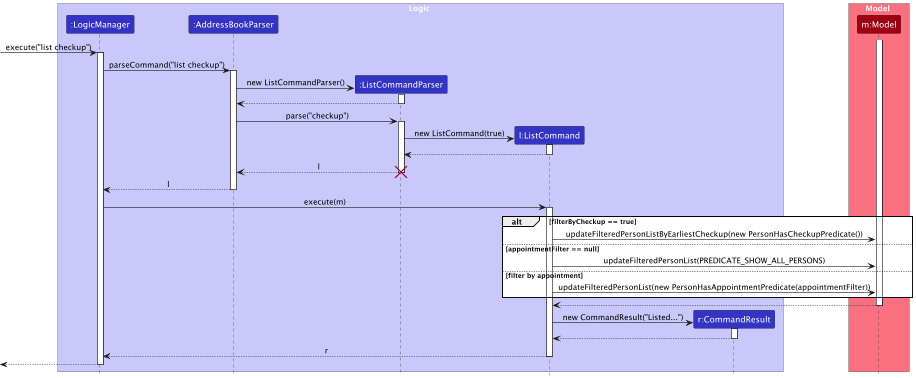 Logic
Model
:LogicManager
:AddressBookParser
m:Model
execute("list checkup")
parseCommand("list checkup")
new ListCommandParser()
:ListCommandParser
parse("checkup")
new ListCommand(true)
l:ListCommand
l
l
execute(m)
alt
[filterByCheckup == true]
updateFilteredPersonListByEarliestCheckup(new PersonHasCheckupPredicate())
[appointmentFilter == null]
updateFilteredPersonList(PREDICATE_SHOW_ALL_PERSONS)
[filter by appointment]
updateFilteredPersonList(new PersonHasAppointmentPredicate(appointmentFilter))
new CommandResult("Listed...")
r:CommandResult
r